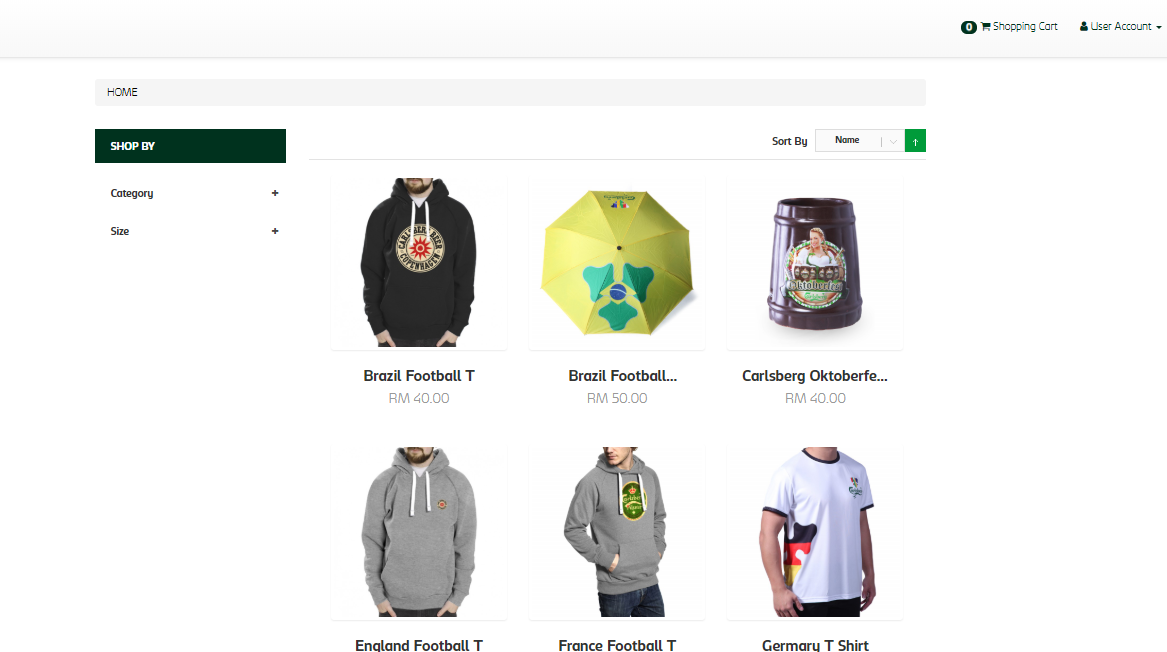 0 Shopping Cart User Account
HOME
SHOP BY
Sort By Name
Category +
Size +
CARLSBERG BEER
COPENHAGEN
Oktoberfest
Brazil Football T
Brazil Football...
Carlsberg Oktoberfe...
RM 40.00
RM 50.00
RM 40.00
England Football T
France Football T
Germary T Shirt